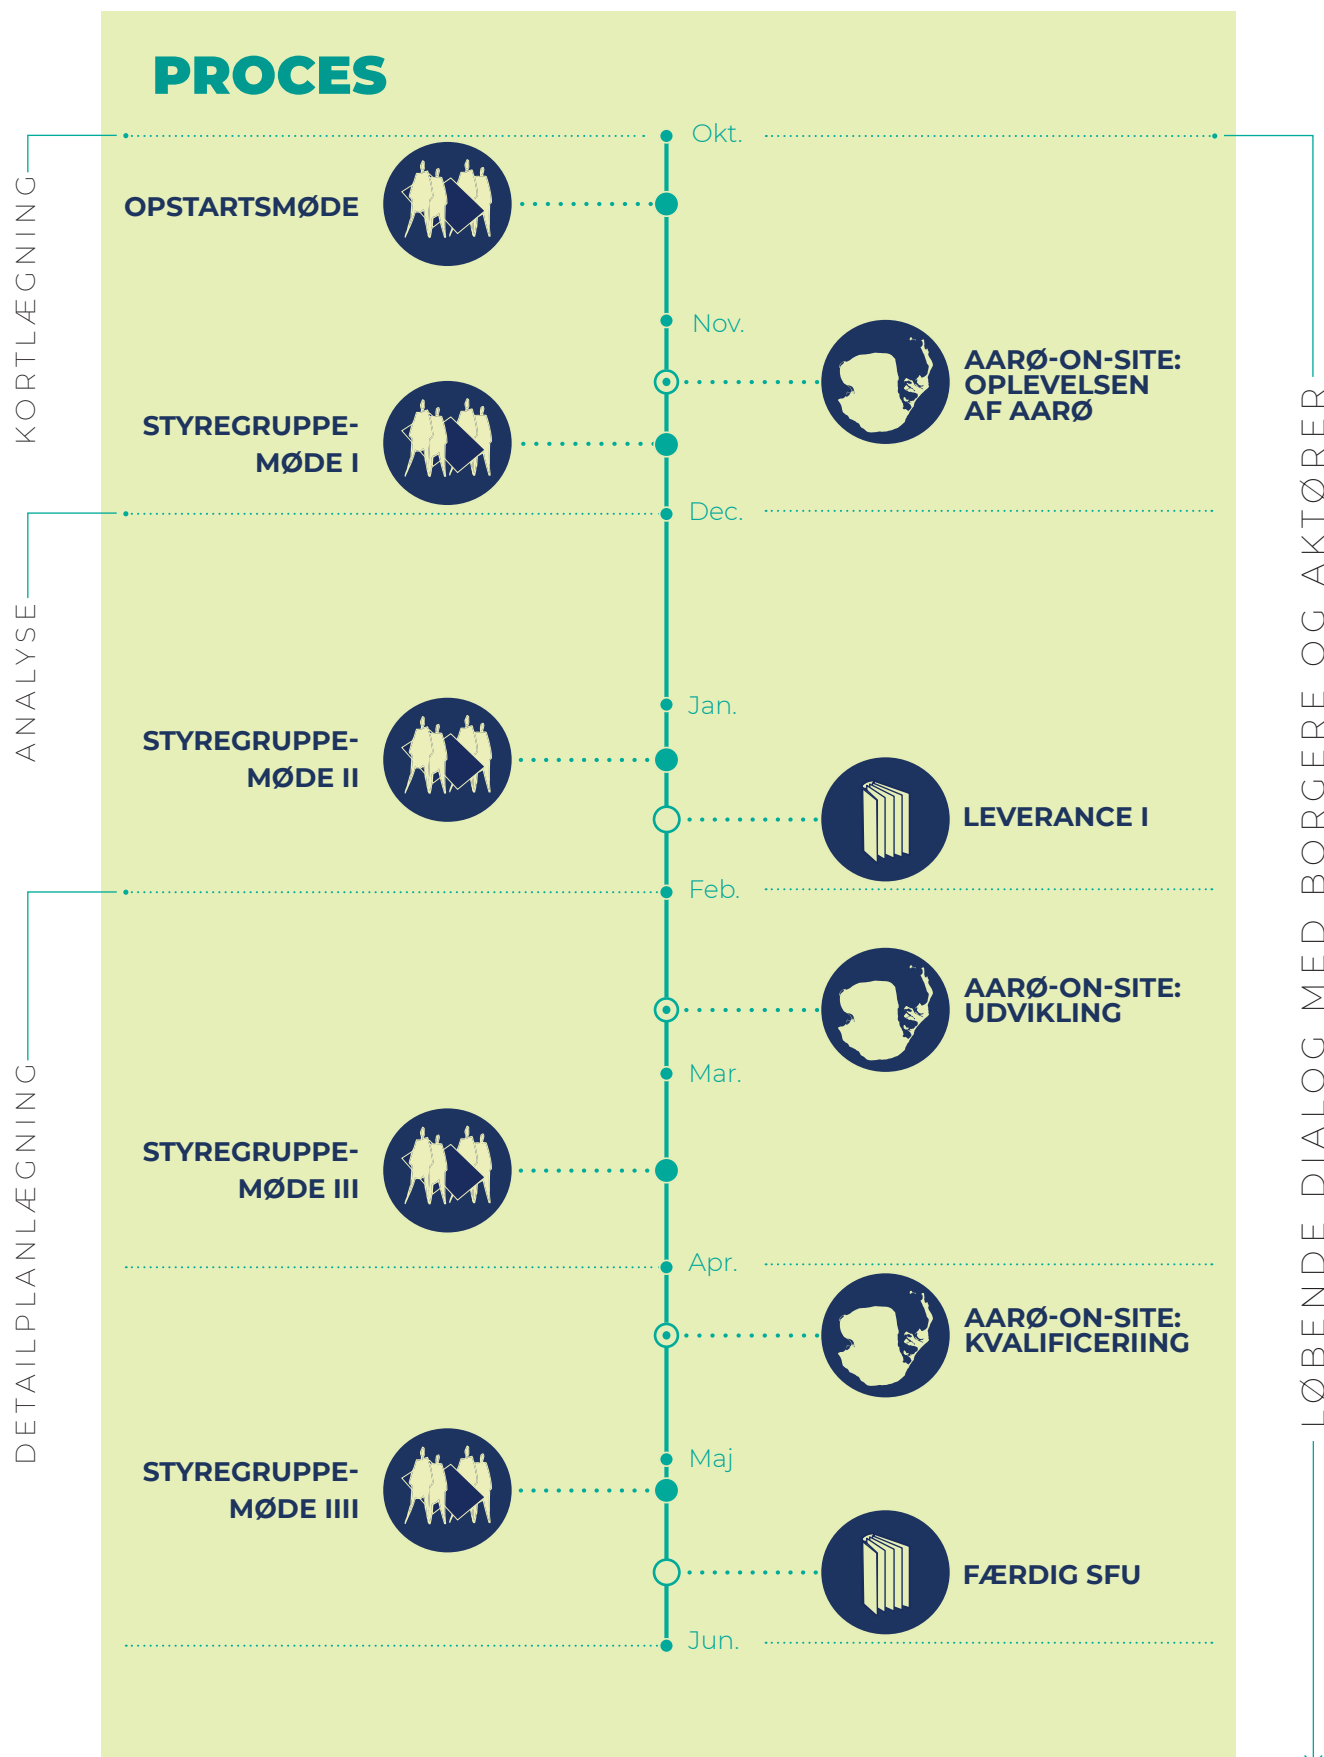 PROCES
Okt.
OPSTARTSMØDE
KORTLÆGNING
Nov.
AARØ-ON-SITE:
OPLEVELSEN
AF AARØ
STYREGRUPPE-
MØDE I
Dec.
ANALYSE
Jan.
STYREGRUPPE-
MØDE II
LEVERANCE I
Feb.
AARØ-ON-SITE:
UDVIKLING
Mar.
DETAILPLANLÆGNING
STYREGRUPPE-
MØDE III
Apr.
AARØ-ON-SITE:
KVALIFICERIING
Maj
STYREGRUPPE-
MØDE IIII
FÆRDIG SFU
Jun.
LØBENDE DIALOG MED BORGERE OG AKTØRER